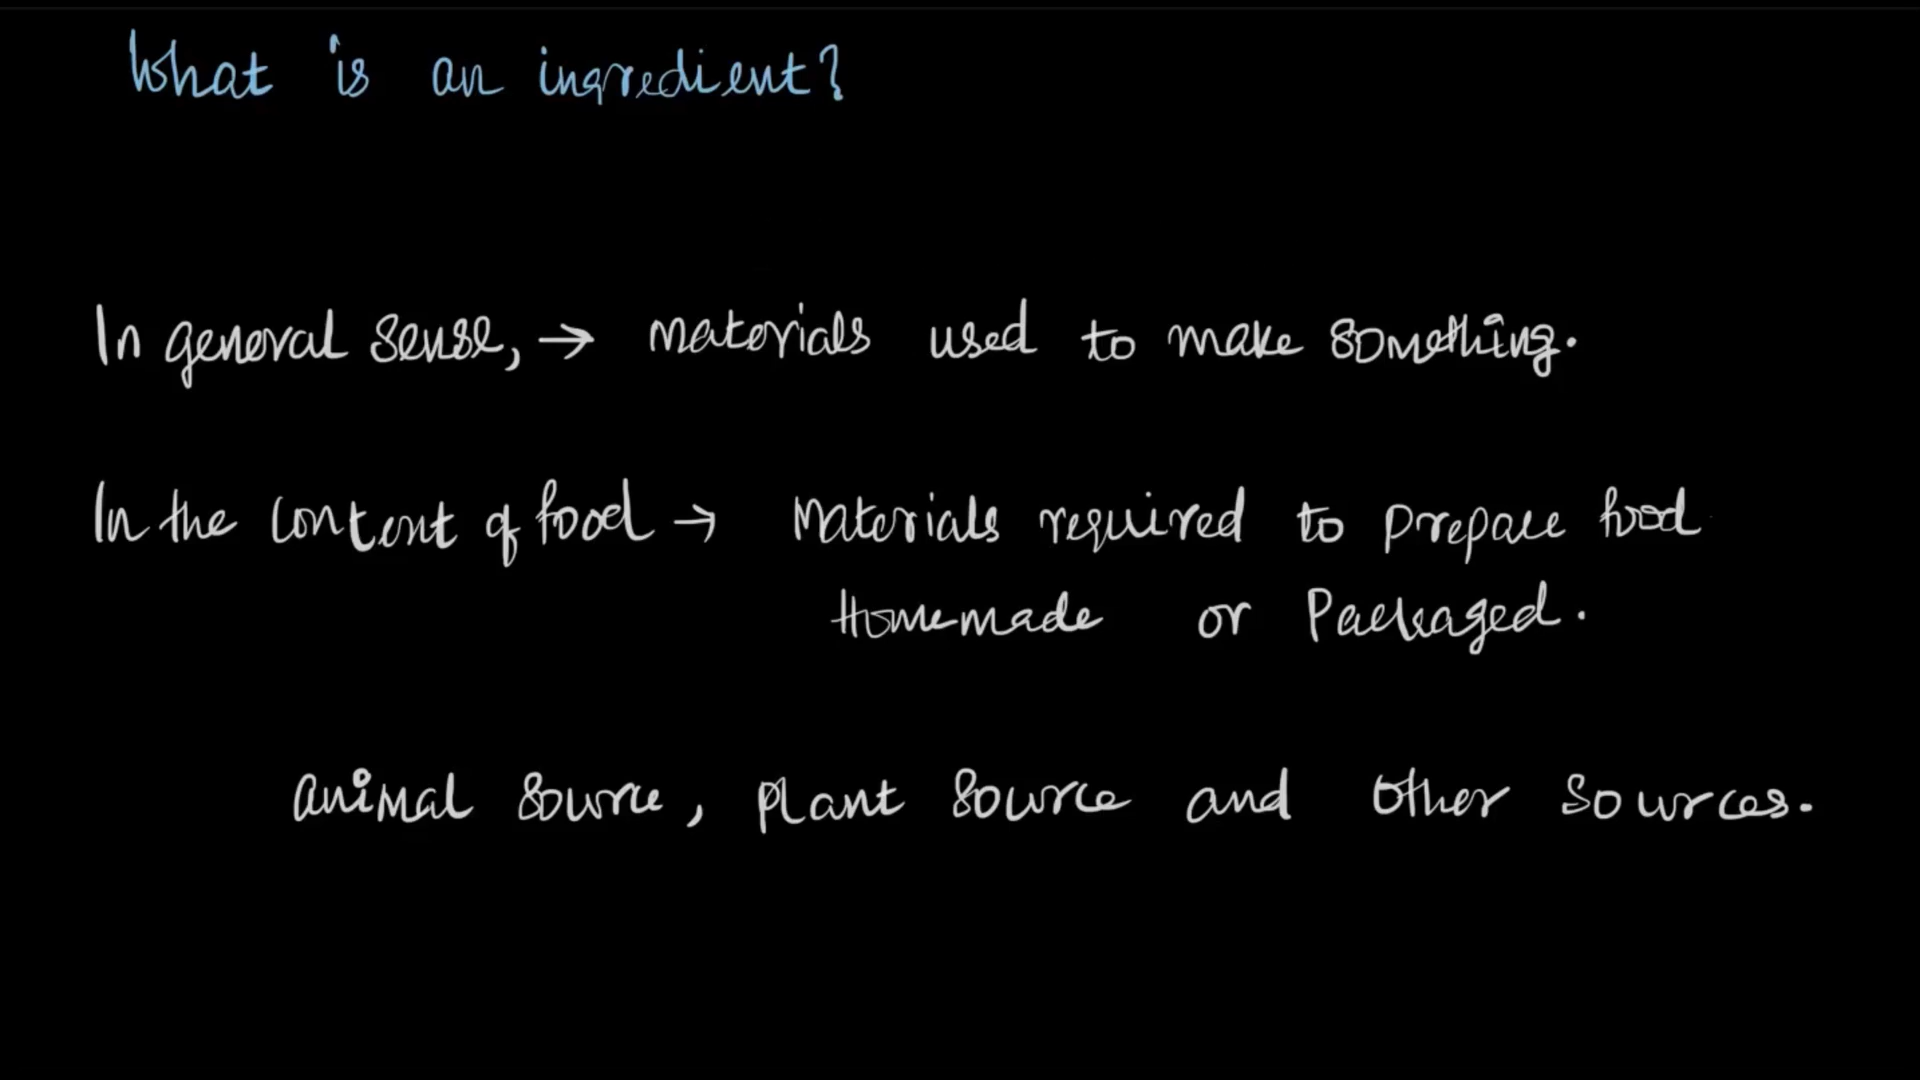 What is an ingredient?
In general sense, → materials used to make something.
In the content of food → Materials required to prepare food
Homemade or Packaged.
animal source, plant source and other sources.